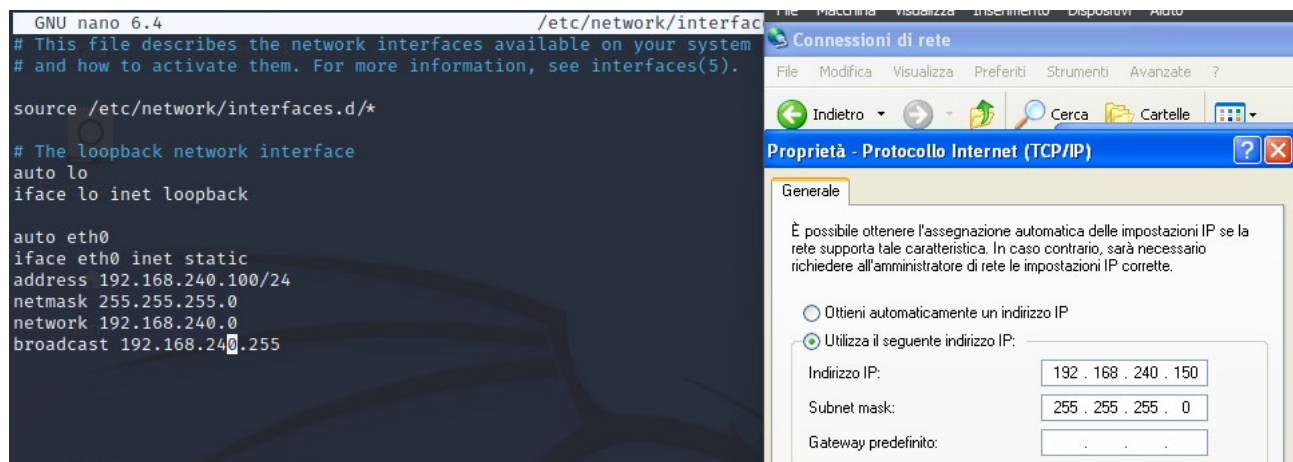 GNU nano 6.4 /etc/network/interfac
# This file describes the network interfaces available on your system
# and how to activate them. For more information, see interfaces(5).
source /etc/network/interfaces.d/*
# The loopback network interface
auto lo
iface lo inet loopback
auto eth0
iface eth0 inet static
address 192.168.240.100/24
netmask 255.255.255.0
network 192.168.240.0
broadcast 192.168.240.255
File Macchina Visualizza Inserimento Dispositivi Aiuto
Connessioni di rete
File Modifica Visualizza Preferiti Strumenti Avanzate ?
Indietro Cerca Cartelle
Proprietà - Protocollo Internet (TCP/IP)
Generale
È possibile ottenere l'assegnazione automatica delle impostazioni IP se la
rete supporta tale caratteristica. In caso contrario, sarà necessario
richiedere all'amministratore di rete le impostazioni IP corrette.
Ottieni automaticamente un indirizzo IP
Utilizza il seguente indirizzo IP:
Indirizzo IP: 192 . 168 . 240 . 150
Subnet mask: 255 . 255 . 255 . 0
Gateway predefinito: . . .